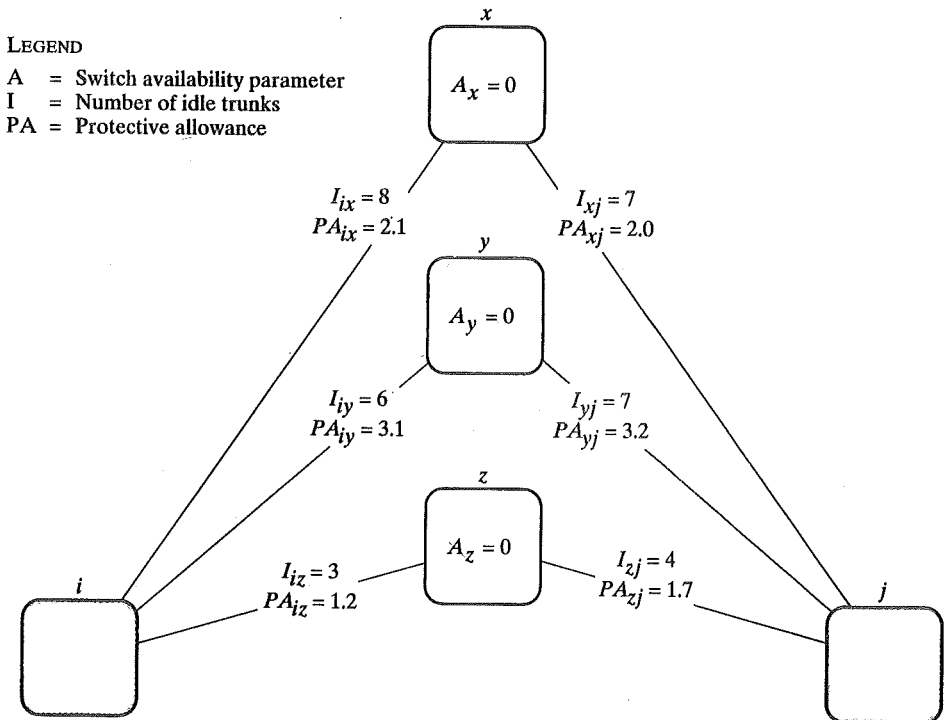 LEGEND
A = Switch availability parameter
I = Number of idle trunks
PA = Protective allowance
x
A_x = 0
I_ix = 8
PA_ix = 2.1
I_xj = 7
PA_xj = 2.0
y
A_y = 0
I_iy = 6
PA_iy = 3.1
I_yj = 7
PA_yj = 3.2
z
A_z = 0
I_iz = 3
PA_iz = 1.2
I_zj = 4
PA_zj = 1.7
i
j